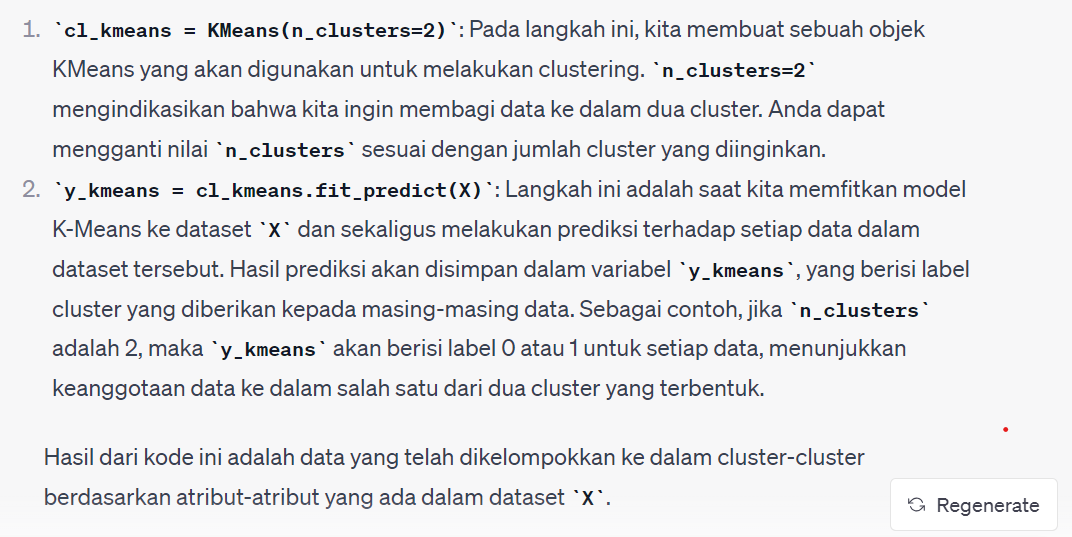 1. `cl_kmeans = KMeans(n_clusters=2)`: Pada langkah ini, kita membuat sebuah objek
KMeans yang akan digunakan untuk melakukan clustering. `n_clusters=2`
mengindikasikan bahwa kita ingin membagi data ke dalam dua cluster. Anda dapat
mengganti nilai `n_clusters` sesuai dengan jumlah cluster yang diinginkan.
2. `y_kmeans = cl_kmeans.fit_predict(X)`: Langkah ini adalah saat kita memfitkan model
K-Means ke dataset `X` dan sekaligus melakukan prediksi terhadap setiap data dalam
dataset tersebut. Hasil prediksi akan disimpan dalam variabel `y_kmeans`, yang berisi label
cluster yang diberikan kepada masing-masing data. Sebagai contoh, jika `n_clusters`
adalah 2, maka `y_kmeans` akan berisi label 0 atau 1 untuk setiap data, menunjukkan
keanggotaan data ke dalam salah satu dari dua cluster yang terbentuk.
Hasil dari kode ini adalah data yang telah dikelompokkan ke dalam cluster-cluster
berdasarkan atribut-atribut yang ada dalam dataset `X`.
Regenerate